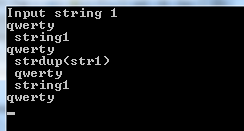 Input string 1
qwerty
string1
qwerty
strdup(str1)
qwerty
string1
qwerty